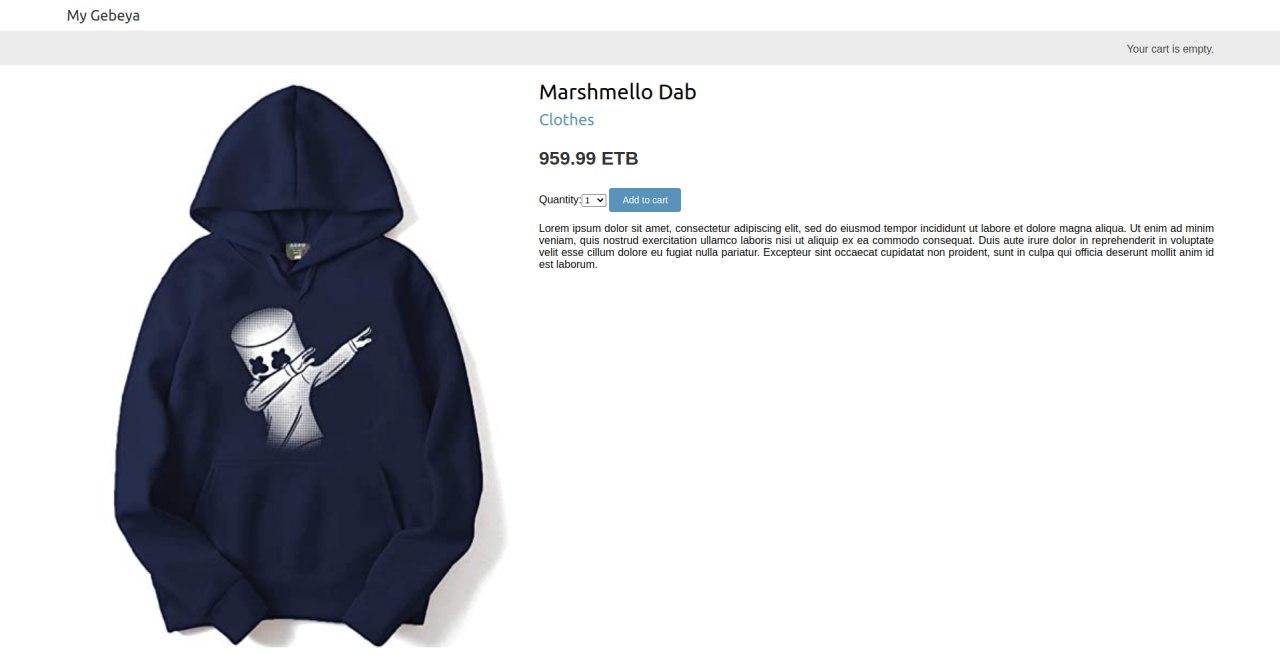 My Gebeya
Your cart is empty.
Marshmello Dab
Clothes
959.99 ETB
Quantity: 1 Add to cart
Lorem ipsum dolor sit amet, consectetur adipiscing elit, sed do eiusmod tempor incididunt ut labore et dolore magna aliqua. Ut enim ad minim
veniam, quis nostrud exercitation ullamco laboris nisi ut aliquip ex ea commodo consequat. Duis aute irure dolor in reprehenderit in voluptate
velit esse cillum dolore eu fugiat nulla pariatur. Excepteur sint occaecat cupidatat non proident, sunt in culpa qui officia deserunt mollit anim id
est laborum.